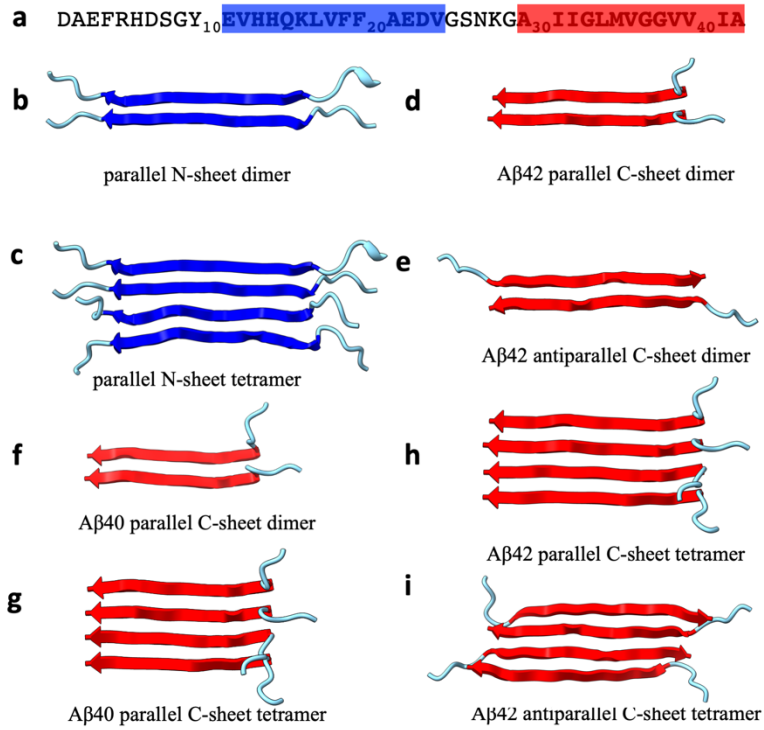 a DAEFRHDSGY10EVHHQKLVFF20AEDVGSNKGA30IIGLMVGGVV40IA
b
d
parallel N-sheet dimer
Aβ42 parallel C-sheet dimer
c
e
parallel N-sheet tetramer
Aβ42 antiparallel C-sheet dimer
f
h
Aβ40 parallel C-sheet dimer
Aβ42 parallel C-sheet tetramer
g
i
Aβ40 parallel C-sheet tetramer
Aβ42 antiparallel C-sheet tetramer